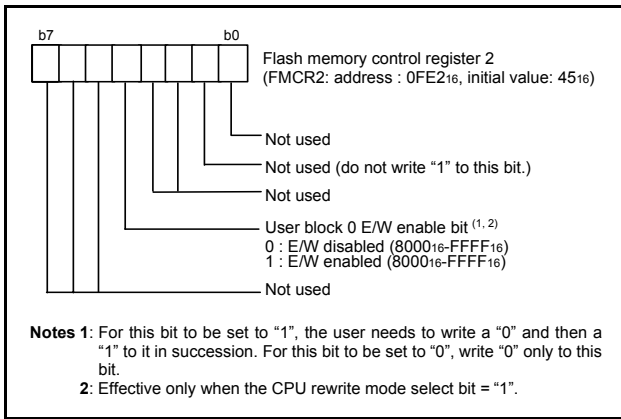 b7 b0
Flash memory control register 2
(FMCR2: address : 0FE216, initial value: 4516)
Not used
Not used (do not write “1” to this bit.)
Not used
User block 0 E/W enable bit (1, 2)
0 : E/W disabled (800016-FFFF16)
1 : E/W enabled (800016-FFFF16)
Not used
Notes 1: For this bit to be set to “1”, the user needs to write a “0” and then a
“1” to it in succession. For this bit to be set to “0”, write “0” only to this
bit.
2: Effective only when the CPU rewrite mode select bit = “1”.